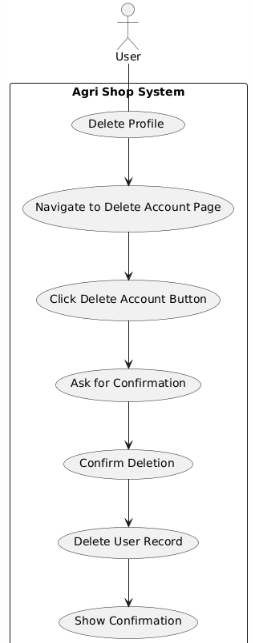 User
Agri Shop System
Delete Profile
Navigate to Delete Account Page
Click Delete Account Button
Ask for Confirmation
Confirm Deletion
Delete User Record
Show Confirmation